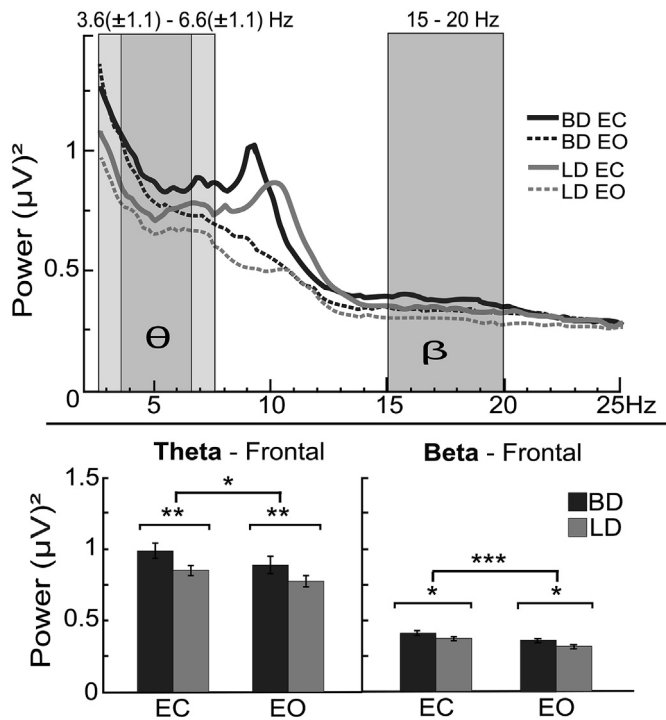 3.6(±1.1) - 6.6(±1.1) Hz
15 - 20 Hz
BD EC
BD EO
LD EC
LD EO
Power (µV)²
1
0.5
0
Θ
β
5
10
15
20
25Hz
Theta - Frontal
Beta - Frontal
Power (µV)²
1.5
1
0.5
0
*
**
**
BD
LD
***
*
*
EC
EO
EC
EO